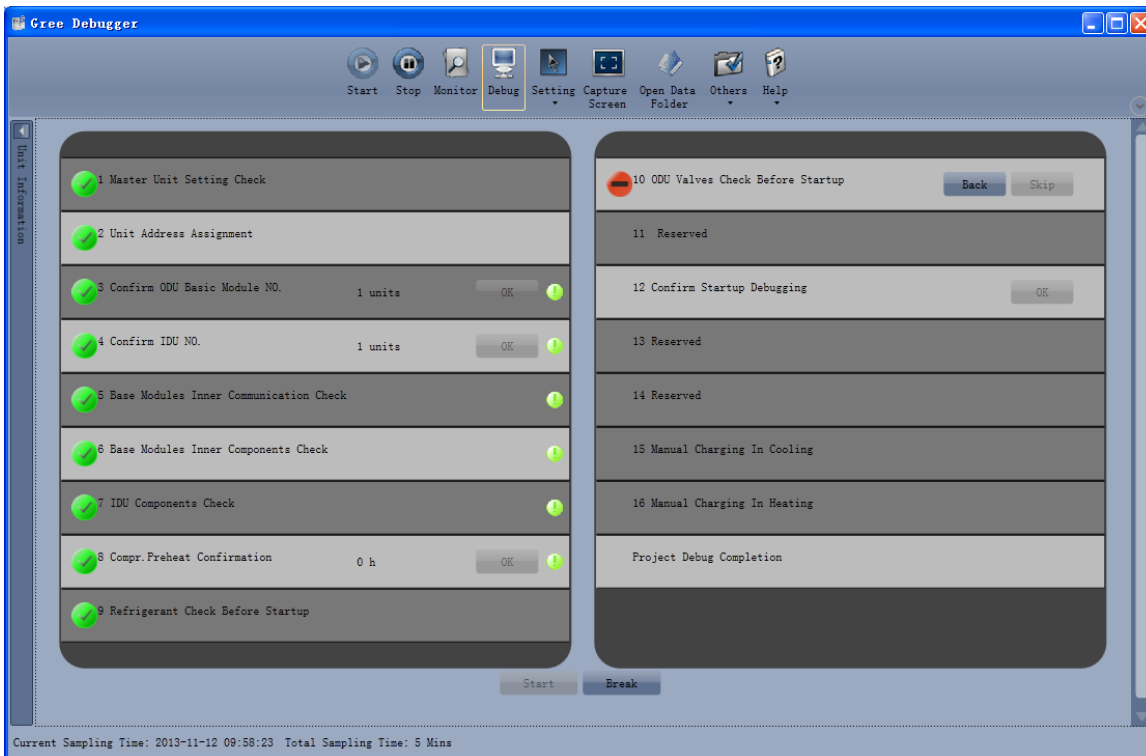 Gree Debugger
Start Stop Monitor Debug Setting Capture Screen Open Data Folder Others Help
Unit Information
1 Master Unit Setting Check
2 Unit Address Assignment
3 Confirm ODU Basic Module NO. 1 units OK
4 Confirm IDU NO. 1 units OK
5 Base Modules Inner Communication Check
6 Base Modules Inner Components Check
7 IDU Components Check
8 Compr.Preheat Confirmation 0 h OK
9 Refrigerant Check Before Startup
10 ODU Valves Check Before Startup Back Skip
11 Reserved
12 Confirm Startup Debugging OK
13 Reserved
14 Reserved
15 Manual Charging In Cooling
16 Manual Charging In Heating
Project Debug Completion
Start Break
Current Sampling Time: 2013-11-12 09:58:23 Total Sampling Time: 5 Mins